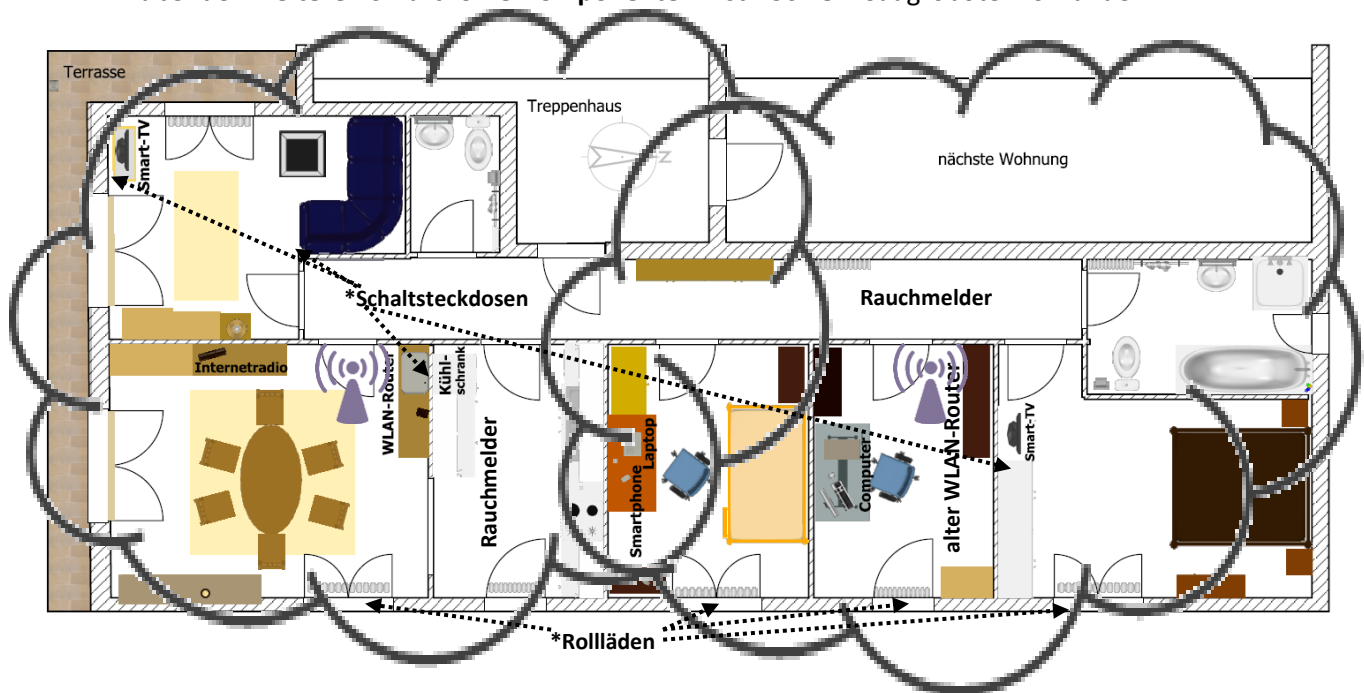 Terrasse
Treppenhaus
nächste Wohnung
Smart-TV
*Schaltsteckdosen
Rauchmelder
Internetradio
WLAN-Router
Kühl-
schrank
Rauchmelder
Smartphone
Laptop
Computer
alter WLAN-Router
Smart-TV
*Rollläden